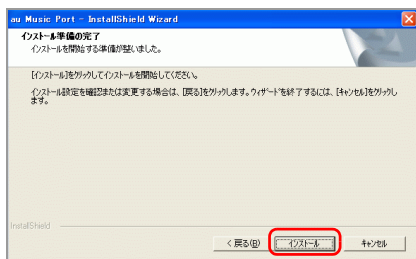 au Music Port - InstallShield Wizard
インストール準備の完了
インストールを開始する準備が整いました。
[インストール]をクリックしてインストールを開始してください。
インストール設定を確認または変更する場合は、[戻る]をクリックします。ウィザードを終了するには、[キャンセル]をクリックし
ます。
InstallShield
< 戻る(B)
インストール
キャンセル